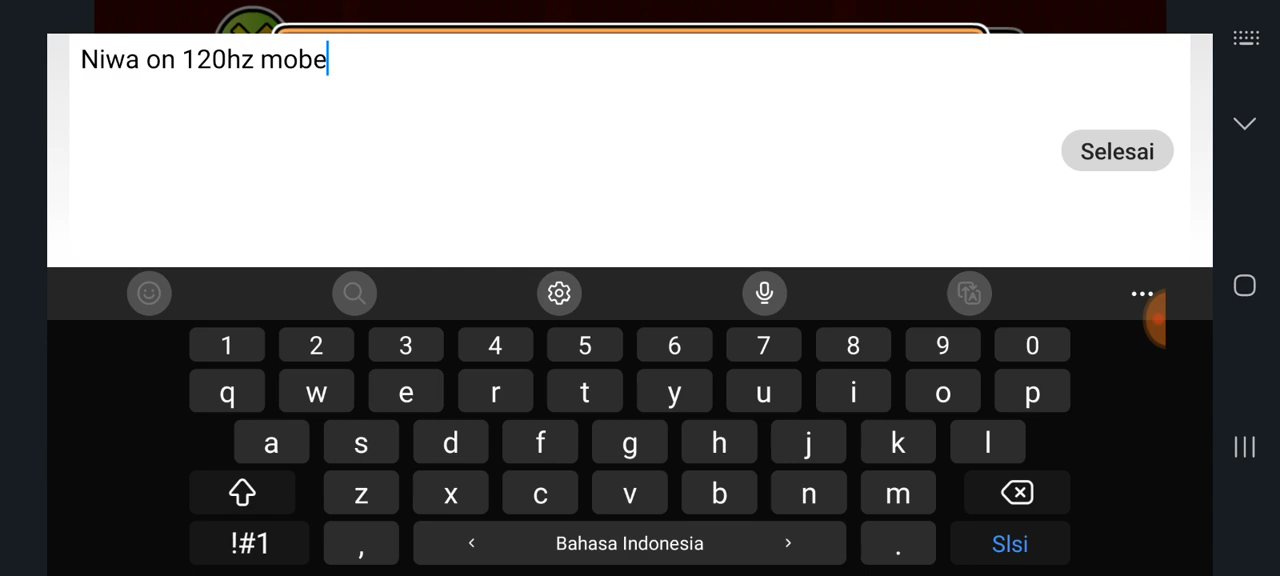 Niwa on 120hz mobe
Selesai
1 2 3 4 5 6 7 8 9 0
q w e r t y u i o p
a s d f g h j k l
z x c v b n m
!#1 , < Bahasa Indonesia > . Slsi